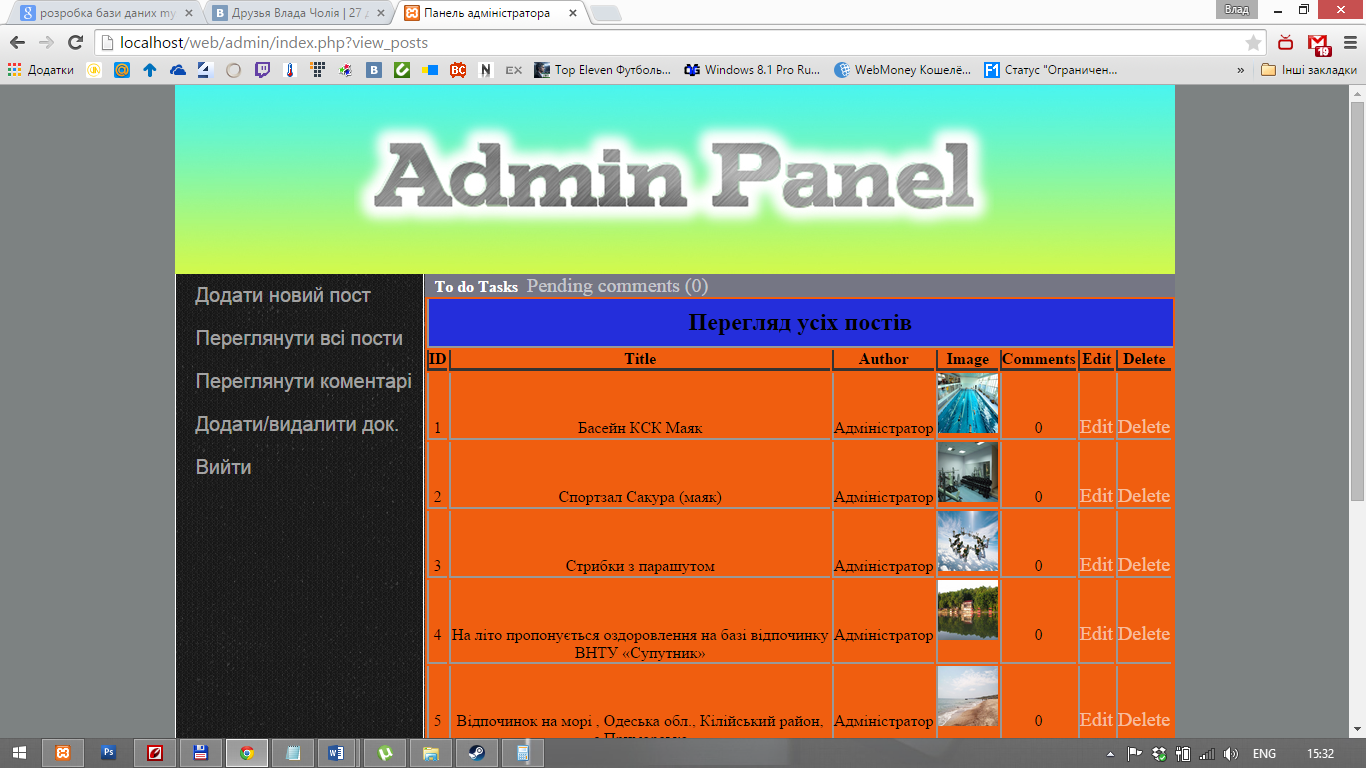 розробка бази даних my
Друзья Влада Чолія | 27 д
Панель адміністратора
Влад
localhost/web/admin/index.php?view_posts
19
Додатки
EX
Top Eleven Футболь...
Windows 8.1 Pro Ru...
WebMoney Кошелё...
Статус "Ограничен...
»
Інші закладки
Admin Panel
Додати новий пост
Переглянути всі пости
Переглянути коментарі
Додати/видалити док.
Вийти
To do Tasks Pending comments (0)
Перегляд усіх постів
ID Title Author Image Comments Edit Delete
1 Басейн КСК Маяк Адміністратор 0 Edit Delete
2 Спортзал Сакура (маяк) Адміністратор 0 Edit Delete
3 Стрибки з парашутом Адміністратор 0 Edit Delete
4 На літо пропонується оздоровлення на базі відпочинку Адміністратор 0 Edit Delete
ВНТУ «Супутник»
5 Відпочинок на морі , Одеська обл., Кілійський район, Адміністратор 0 Edit Delete
ENG
15:32